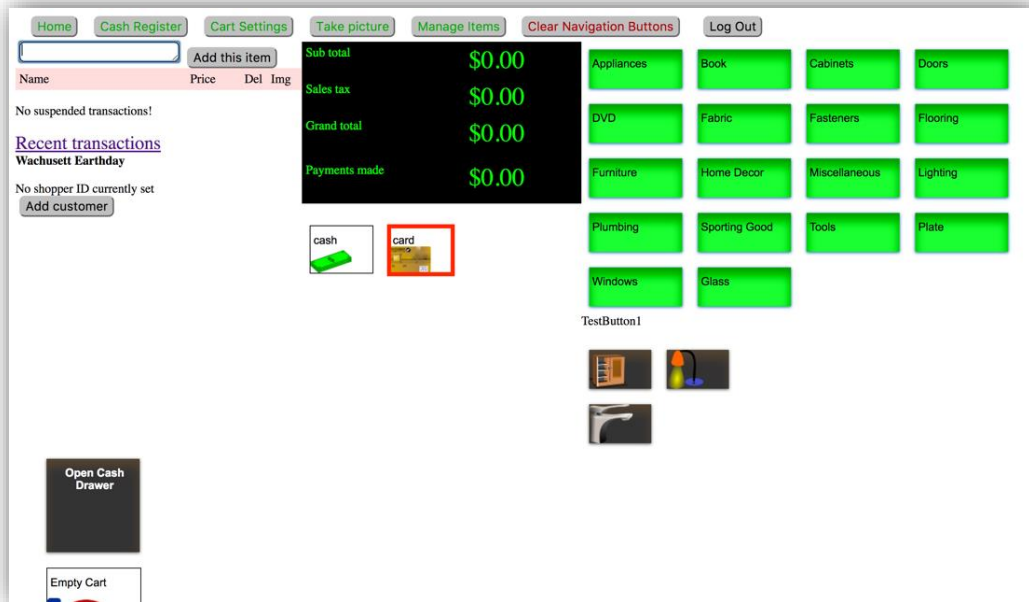 Home Cash Register Cart Settings Take picture Manage Items Clear Navigation Buttons Log Out
Add this item
Name Price Del Img
No suspended transactions!
Recent transactions
Wachusett Earthday
No shopper ID currently set
Add customer
Sub total $0.00
Sales tax $0.00
Grand total $0.00
Payments made $0.00
cash card
Appliances Book Cabinets Doors
DVD Fabric Fasteners Flooring
Furniture Home Decor Miscellaneous Lighting
Plumbing Sporting Good Tools Plate
Windows Glass
TestButton1
Open Cash
Drawer
Empty Cart